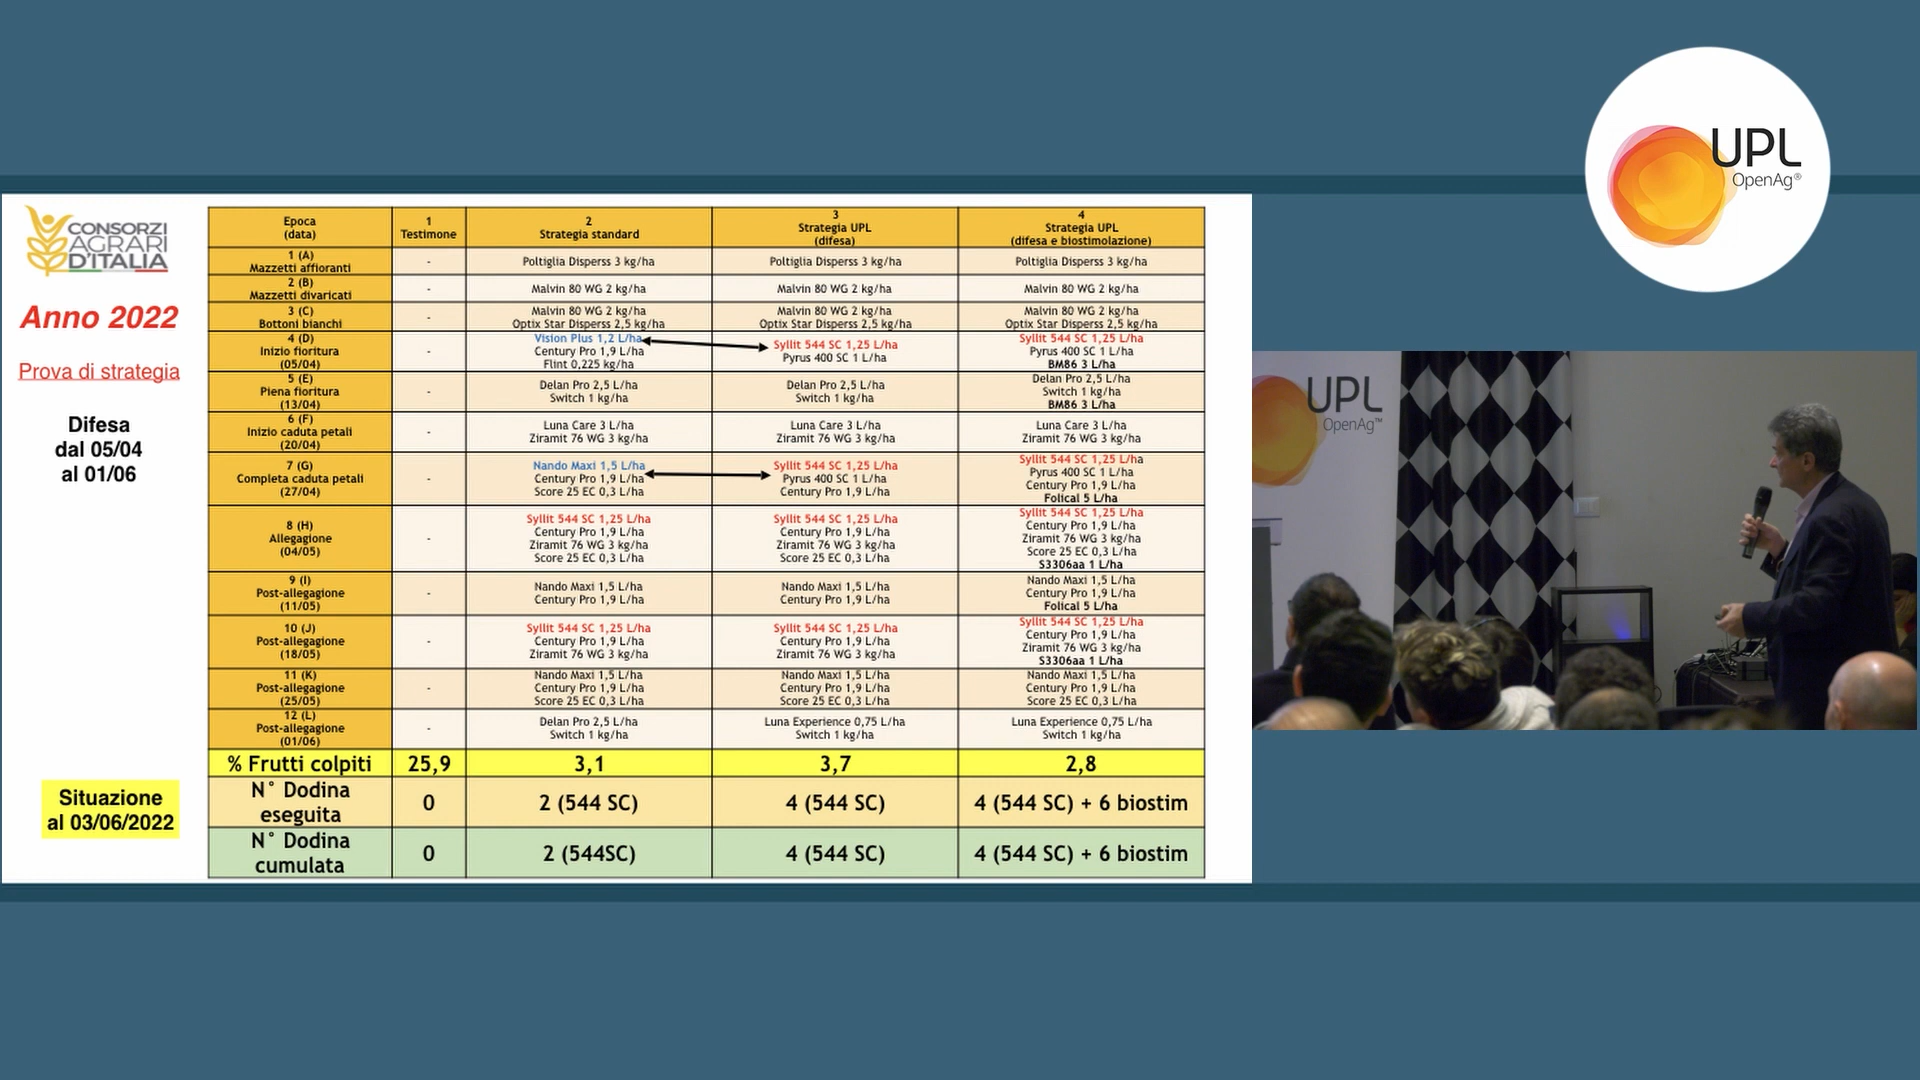 UPL
OpenAg®
CONSORZI
AGRARI
D'ITALIA
Anno 2022
Prova di strategia
Difesa
dal 05/04
al 01/06
Situazione
al 03/06/2022
Epoca
(data)
1
Testimone
2
Strategia standard
3
Strategia UPL
(difesa)
4
Strategia UPL
(difesa e biostimolazione)
1 (A)
Mazzetti affioranti
-
Poltiglia Disperss 3 kg/ha
Poltiglia Disperss 3 kg/ha
Poltiglia Disperss 3 kg/ha
2 (B)
Mazzetti divaricati
-
Malvin 80 WG 2 kg/ha
Malvin 80 WG 2 kg/ha
Malvin 80 WG 2 kg/ha
3 (C)
Bottoni bianchi
-
Malvin 80 WG 2 kg/ha
Optix Star Disperss 2,5 kg/ha
Malvin 80 WG 2 kg/ha
Optix Star Disperss 2,5 kg/ha
Malvin 80 WG 2 kg/ha
Optix Star Disperss 2,5 kg/ha
4 (D)
Inizio fioritura
(05/04)
-
Vision Plus 1,2 L/ha
Century Pro 1,9 L/ha
Flint 0,225 kg/ha
Syllit 544 SC 1,25 L/ha
Pyrus 400 SC 1 L/ha
Syllit 544 SC 1,25 L/ha
Pyrus 400 SC 1 L/ha
BM86 3 L/ha
5 (E)
Piena fioritura
(13/04)
-
Delan Pro 2,5 L/ha
Switch 1 kg/ha
Delan Pro 2,5 L/ha
Switch 1 kg/ha
Delan Pro 2,5 L/ha
Switch 1 kg/ha
BM86 3 L/ha
6 (F)
Inizio caduta petali
(20/04)
-
Luna Care 3 L/ha
Ziramit 76 WG 3 kg/ha
Luna Care 3 L/ha
Ziramit 76 WG 3 kg/ha
Luna Care 3 L/ha
Ziramit 76 WG 3 kg/ha
7 (G)
Completa caduta petali
(27/04)
-
Nando Maxi 1,5 L/ha
Century Pro 1,9 L/ha
Score 25 EC 0,3 L/ha
Syllit 544 SC 1,25 L/ha
Pyrus 400 SC 1 L/ha
Century Pro 1,9 L/ha
Syllit 544 SC 1,25 L/ha
Pyrus 400 SC 1 L/ha
Century Pro 1,9 L/ha
Folical 5 L/ha
8 (H)
Allegagione
(04/05)
-
Syllit 544 SC 1,25 L/ha
Century Pro 1,9 L/ha
Ziramit 76 WG 3 kg/ha
Score 25 EC 0,3 L/ha
Syllit 544 SC 1,25 L/ha
Century Pro 1,9 L/ha
Ziramit 76 WG 3 kg/ha
Score 25 EC 0,3 L/ha
Syllit 544 SC 1,25 L/ha
Century Pro 1,9 L/ha
Ziramit 76 WG 3 kg/ha
Score 25 EC 0,3 L/ha
S3306aa 1 L/ha
9 (I)
Post-allegagione
(11/05)
-
Nando Maxi 1,5 L/ha
Century Pro 1,9 L/ha
Nando Maxi 1,5 L/ha
Century Pro 1,9 L/ha
Nando Maxi 1,5 L/ha
Century Pro 1,9 L/ha
Folical 5 L/ha
10 (J)
Post-allegagione
(18/05)
-
Syllit 544 SC 1,25 L/ha
Century Pro 1,9 L/ha
Ziramit 76 WG 3 kg/ha
Syllit 544 SC 1,25 L/ha
Century Pro 1,9 L/ha
Ziramit 76 WG 3 kg/ha
Syllit 544 SC 1,25 L/ha
Century Pro 1,9 L/ha
Ziramit 76 WG 3 kg/ha
S3306aa 1 L/ha
11 (K)
Post-allegagione
(25/05)
-
Nando Maxi 1,5 L/ha
Century Pro 1,9 L/ha
Score 25 EC 0,3 L/ha
Nando Maxi 1,5 L/ha
Century Pro 1,9 L/ha
Score 25 EC 0,3 L/ha
Nando Maxi 1,5 L/ha
Century Pro 1,9 L/ha
Score 25 EC 0,3 L/ha
12 (L)
Post-allegagione
(01/06)
-
Delan Pro 2,5 L/ha
Switch 1 kg/ha
Luna Experience 0,75 L/ha
Switch 1 kg/ha
Luna Experience 0,75 L/ha
Switch 1 kg/ha
% Frutti colpiti
25,9
3,1
3,7
2,8
N° Dodina
eseguita
0
2 (544 SC)
4 (544 SC)
4 (544 SC) + 6 biostim
N° Dodina
cumulata
0
2 (544SC)
4 (544 SC)
4 (544 SC) + 6 biostim
UPL
OpenAg™